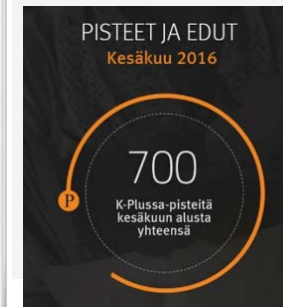 PISTEET JA EDUT
Kesäkuu 2016
700
P
K-Plussa-pisteitä
kesäkuun alusta
yhteensä